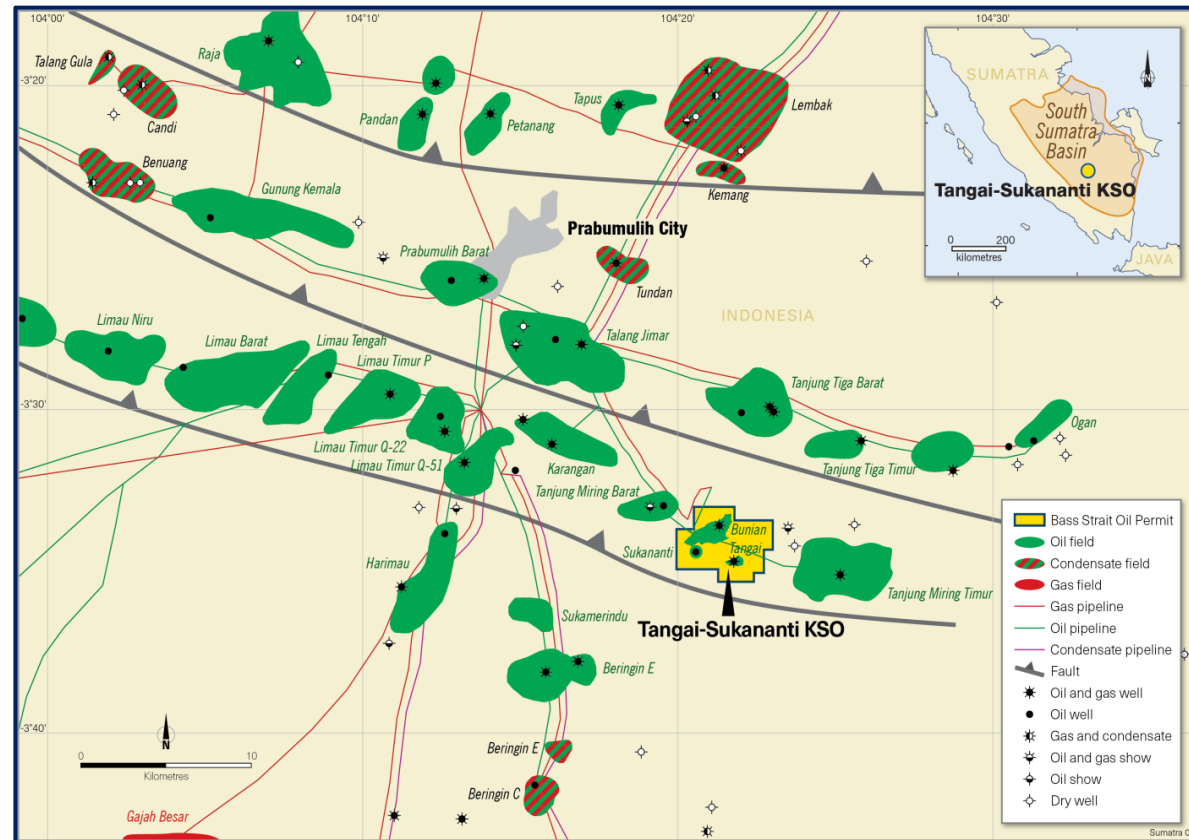 104°00'
104°10'
104°20'
104°30'
-3°20'
-3°30'
-3°40'
Talang Gula
Candi
Raja
Pandan
Petanang
Tapus
Lembak
Kemang
Benuang
Gunung Kemala
Prabumulih City
Prabumulih Barat
Tundan
INDONESIA
Limau Niru
Limau Barat
Limau Tengah
Limau Timur P
Talang Jimar
Tanjung Tiga Barat
Ogan
Limau Timur Q-22
Limau Timur Q-51
Karangan
Tanjung Tiga Timur
Tanjung Miring Barat
Bunian
Sukananti
Tangai
Harimau
Tanjung Miring Timur
Sukamerindu
Tangai-Sukananti KSO
Beringin E
Beringin E
Beringin C
Gajah Besar
N
0
10
Kilometres
SUMATRA
N
South
Sumatra
Basin
Tangai-Sukananti KSO
0
200
kilometres
JAVA
Bass Strait Oil Permit
Oil field
Condensate field
Gas field
Gas pipeline
Oil pipeline
Condensate pipeline
Fault
Oil and gas well
Oil well
Gas and condensate
Oil and gas show
Oil show
Dry well